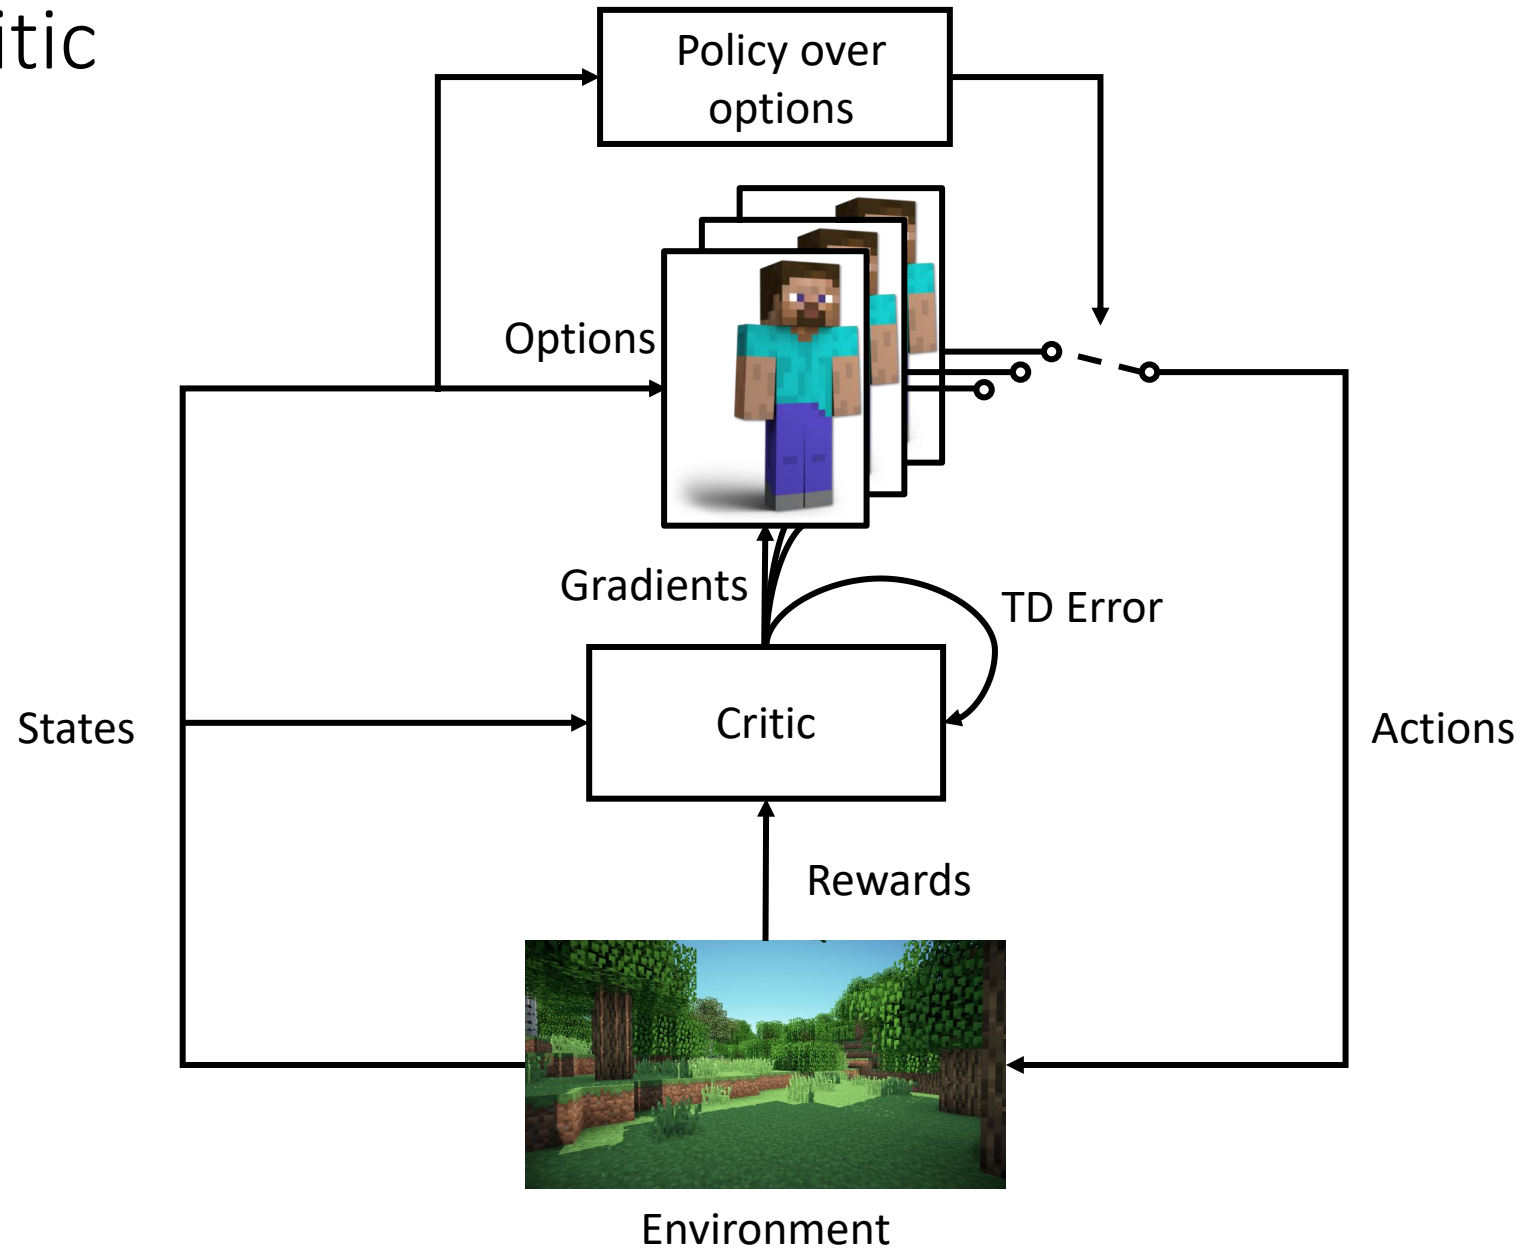 itic
Policy over
options
Options
Gradients
TD Error
States
Critic
Actions
Rewards
Environment